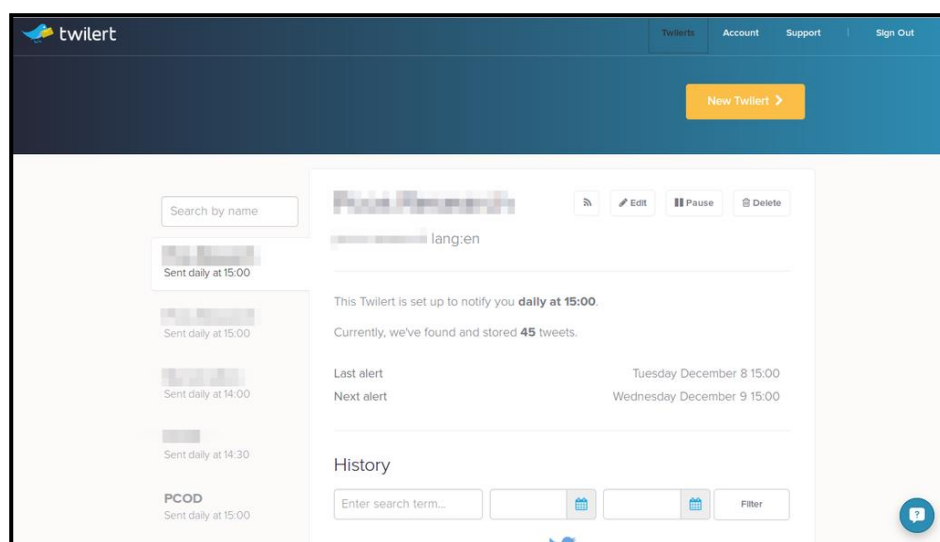 twilert
Twilerts Account Support Sign Out
New Twilert
Search by name
Sent daily at 15:00
Sent daily at 15:00
Sent daily at 14:00
Sent daily at 14:30
PCOD
Sent daily at 15:00
Edit Pause Delete
lang:en
This Twilert is set up to notify you daily at 15:00.
Currently, we've found and stored 45 tweets.
Last alert Tuesday December 8 15:00
Next alert Wednesday December 9 15:00
History
Enter search term... Filter